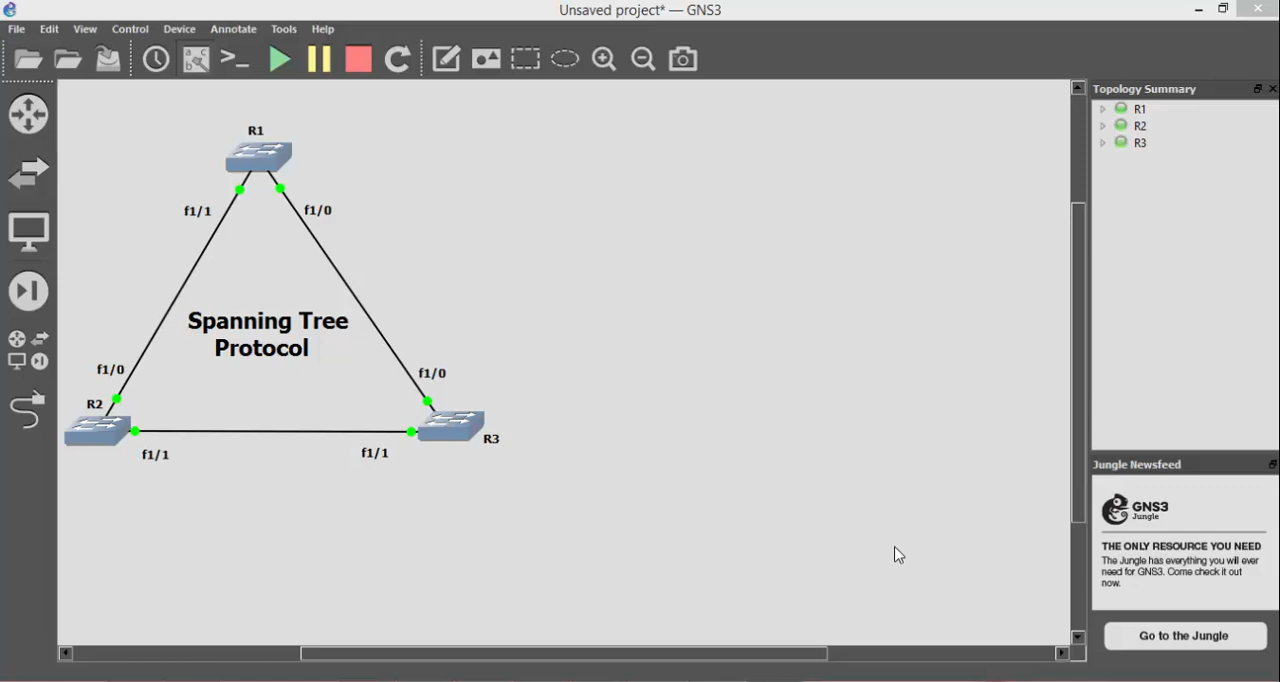 Unsaved project* — GNS3
File Edit View Control Device Annotate Tools Help
Topology Summary
R1
R2
R3
R1
f1/1
f1/0
Spanning Tree
Protocol
f1/0
f1/0
R2
R3
f1/1
f1/1
Jungle Newsfeed
GNS3
Jungle
THE ONLY RESOURCE YOU NEED
The Jungle has everything you will ever
need for GNS3. Come check it out
now.
Go to the Jungle